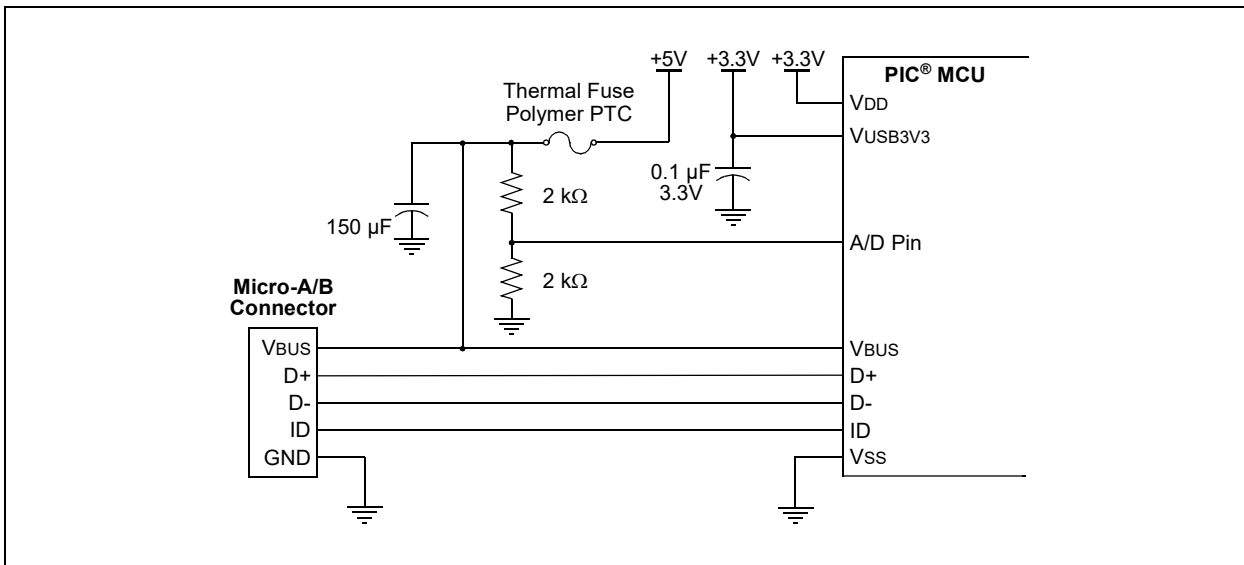 +5V
+3.3V
+3.3V
PIC® MCU
Thermal Fuse
Polymer PTC
VDD
VUSB3V3
0.1 µF
3.3V
2 kΩ
150 µF
A/D Pin
2 kΩ
Micro-A/B
Connector
VBUS
D+
D-
ID
GND
VBUS
D+
D-
ID
VSS